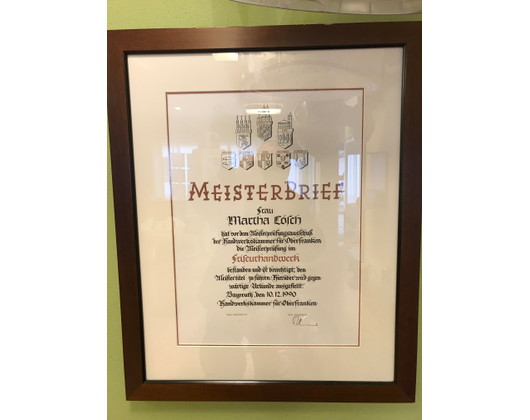 MEISTERBRIEF
Frau
Martha Lösch
hat vor dem Meisterprüfungsausschuß
der Handwerkskammer für Oberfranken
die Meisterprüfung im
Friseurhandwerk
bestanden und ist berechtigt, den
Meistertitel zu führen. Hierüber wird gegen
wärtige Urkunde ausgestellt.
Bayreuth, den 10.12.1990
Handwerkskammer für Oberfranken